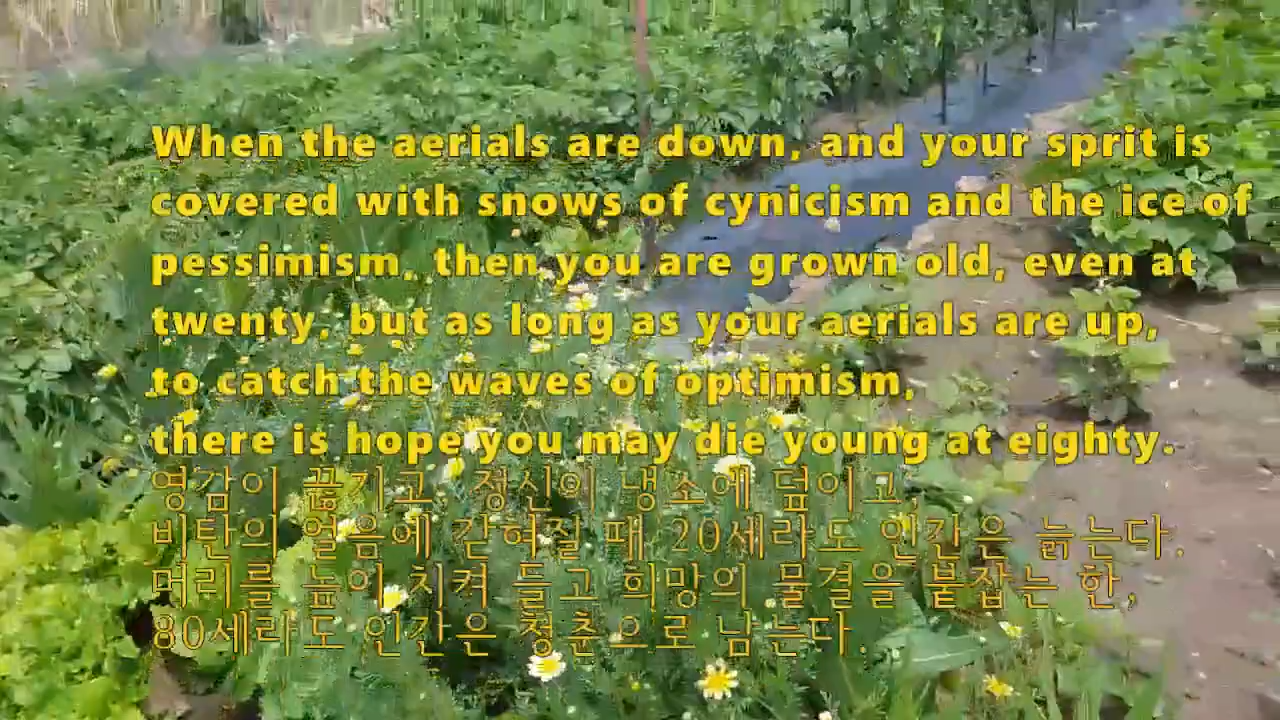 When the aerials are down, and your sprit is
covered with snows of cynicism and the ice of
pessimism, then you are grown old, even at
twenty, but as long as your aerials are up,
to catch the waves of optimism,
there is hope you may die young at eighty.
영감이 끊기고, 정신이 냉소에 덮이고,
비탄의 얼음에 갇혀질 때 20세라도 인간은 늙는다.
머리를 높이 치켜 들고 희망의 물결을 붙잡는 한,
80세라도 인간은 청춘으로 남는다.